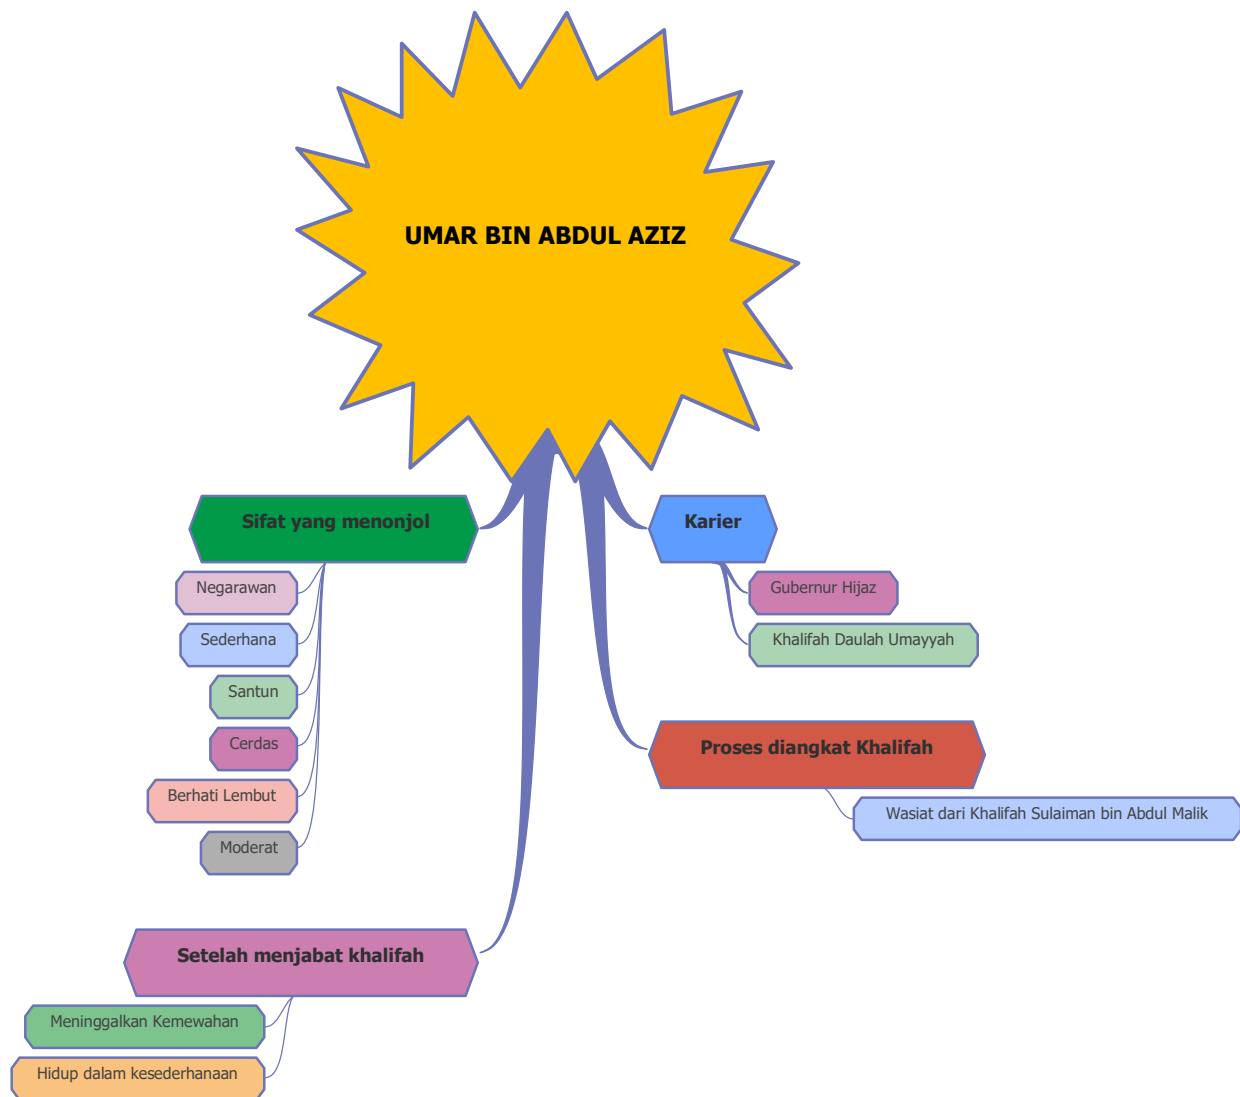 UMAR BIN ABDUL AZIZ
Sifat yang menonjol
Negarawan
Sederhana
Santun
Cerdas
Berhati Lembut
Moderat
Setelah menjabat khalifah
Meninggalkan Kemewahan
Hidup dalam kesederhanaan
Karier
Gubernur Hijaz
Khalifah Daulah Umayyah
Proses diangkat Khalifah
Wasiat dari Khalifah Sulaiman bin Abdul Malik